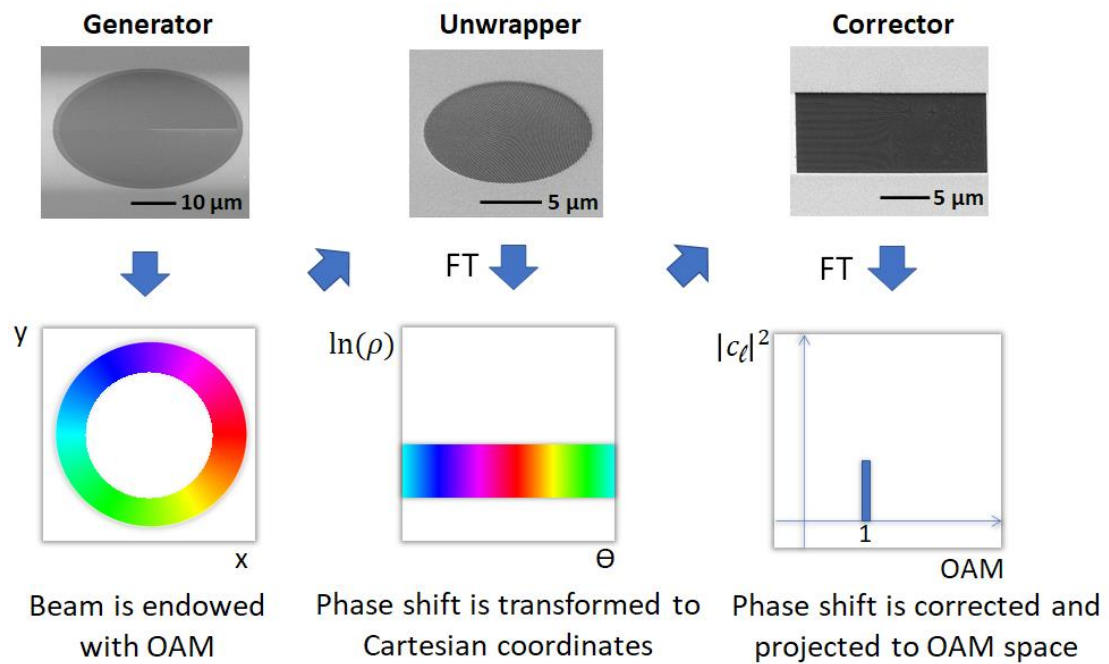 Generator
Unwrapper
Corrector
10 µm
5 µm
5 µm
FT
FT
y
ln(ρ)
|cℓ|²
1
x
ϴ
OAM
Beam is endowed
with OAM
Phase shift is transformed to
Cartesian coordinates
Phase shift is corrected and
projected to OAM space